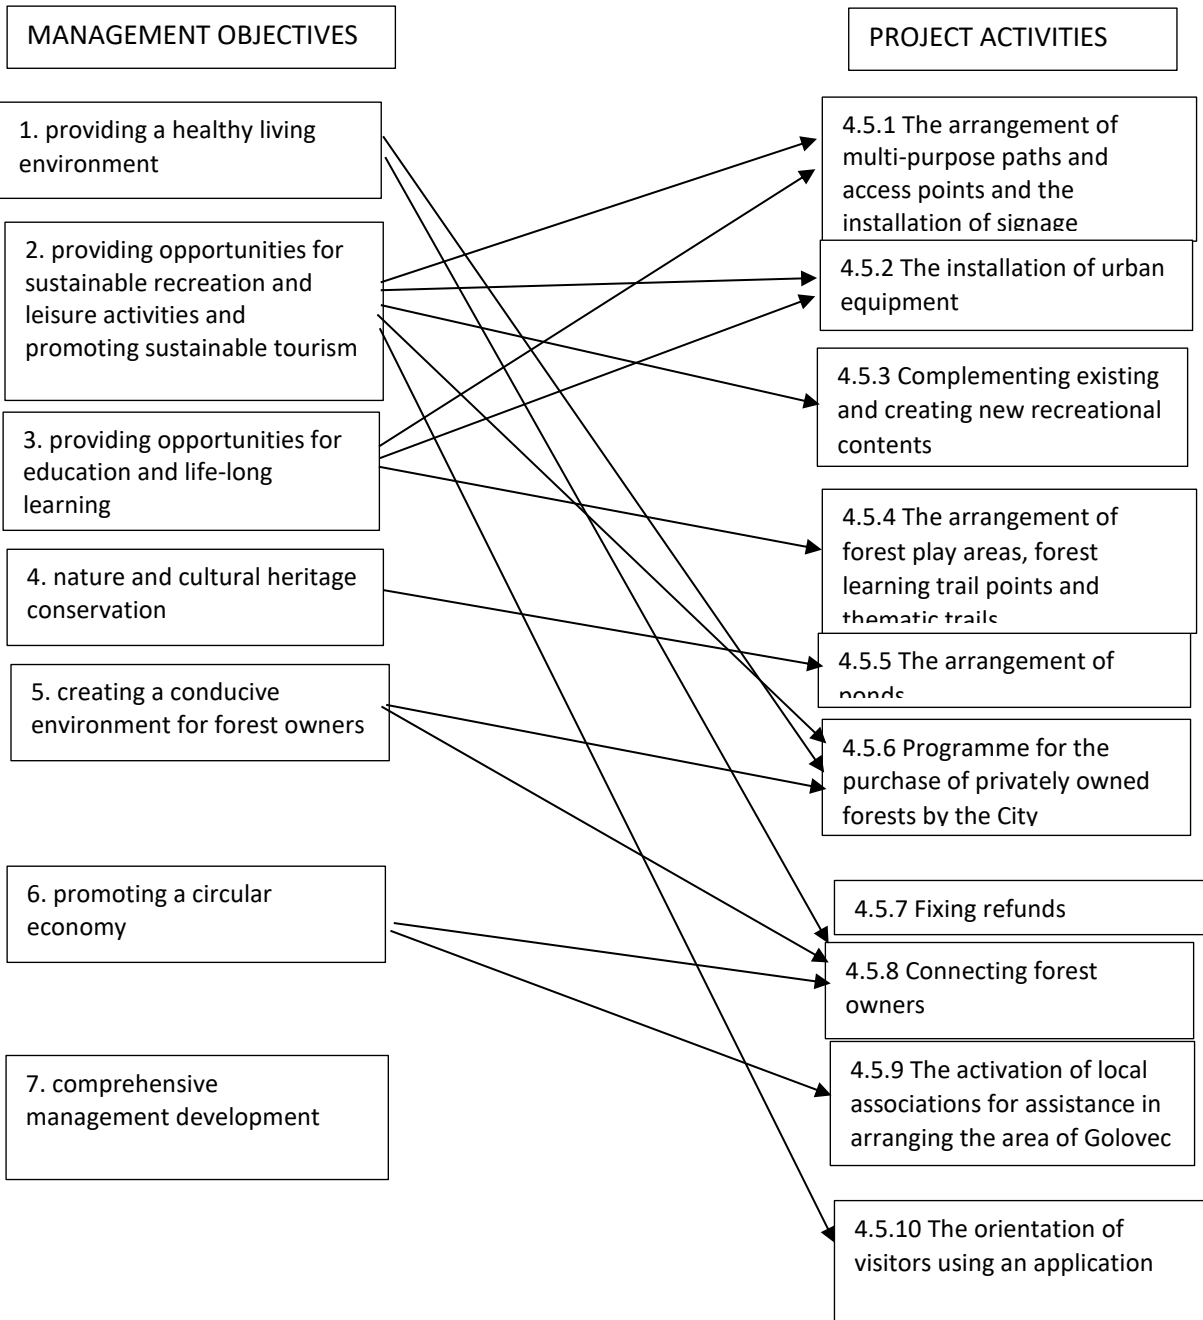 MANAGEMENT OBJECTIVES
1. providing a healthy living
environment
2. providing opportunities for
sustainable recreation and
leisure activities and
promoting sustainable tourism
3. providing opportunities for
education and life-long
learning
4. nature and cultural heritage
conservation
5. creating a conducive
environment for forest owners
6. promoting a circular
economy
7. comprehensive
management development
PROJECT ACTIVITIES
4.5.1 The arrangement of
multi-purpose paths and
access points and the
installation of signage
4.5.2 The installation of urban
equipment
4.5.3 Complementing existing
and creating new recreational
contents
4.5.4 The arrangement of
forest play areas, forest
learning trail points and
thematic trails
4.5.5 The arrangement of
ponds
4.5.6 Programme for the
purchase of privately owned
forests by the City
4.5.7 Fixing refunds
4.5.8 Connecting forest
owners
4.5.9 The activation of local
associations for assistance in
arranging the area of Golovec
4.5.10 The orientation of
visitors using an application